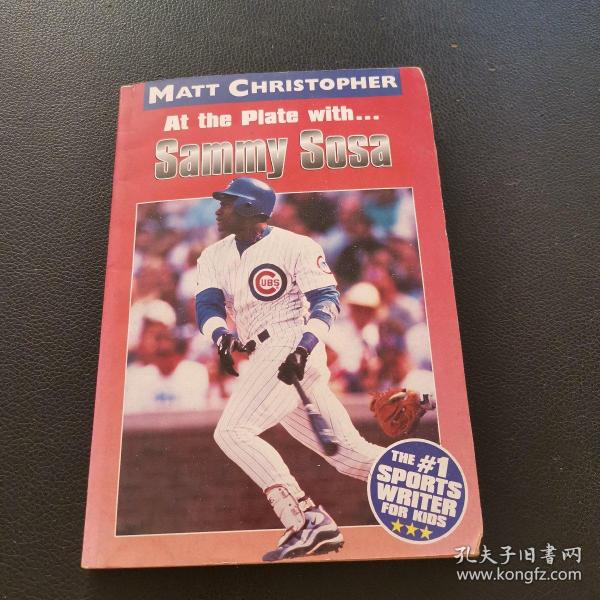 MATT CHRISTOPHER
At the Plate with...
Sammy Sosa
CUBS
THE #1
SPORTS
WRITER
FOR KIDS
孔夫子旧书网
www.kongfz.com